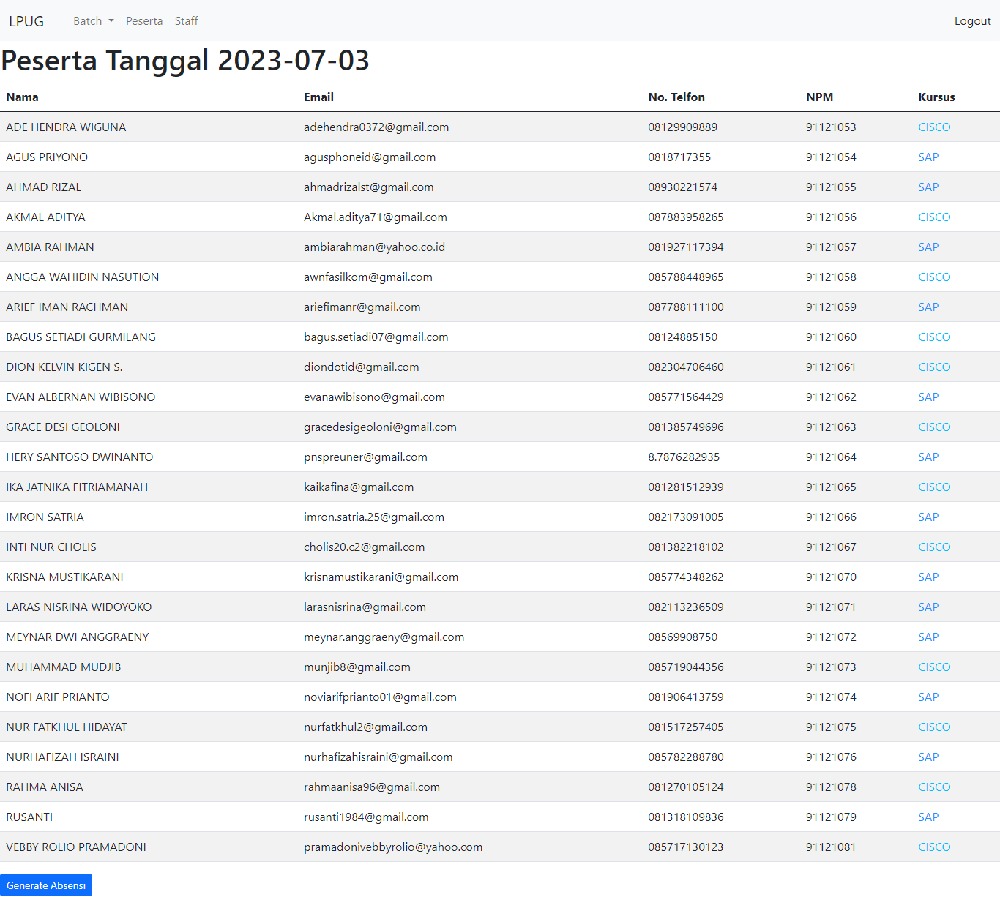 LPUG Batch Peserta Staff Logout
Peserta Tanggal 2023-07-03
Nama Email No. Telfon NPM Kursus
ADE HENDRA WIGUNA adehendra0372@gmail.com 08129909889 91121053 CISCO
AGUS PRIYONO agusphoneid@gmail.com 0818717355 91121054 SAP
AHMAD RIZAL ahmadrizalst@gmail.com 08930221574 91121055 SAP
AKMAL ADITYA Akmal.aditya71@gmail.com 087883958265 91121056 CISCO
AMBIA RAHMAN ambiarahman@yahoo.co.id 081927117394 91121057 SAP
ANGGA WAHIDIN NASUTION awnfasilkom@gmail.com 085788448965 91121058 CISCO
ARIEF IMAN RACHMAN ariefimanr@gmail.com 087788111100 91121059 SAP
BAGUS SETIADI GURMILANG bagus.setiadi07@gmail.com 08124885150 91121060 CISCO
DION KELVIN KIGEN S. diondotid@gmail.com 082304706460 91121061 CISCO
EVAN ALBERNAN WIBISONO evanawibisono@gmail.com 085771564429 91121062 SAP
GRACE DESI GEOLONI gracedesigeoloni@gmail.com 081385749696 91121063 CISCO
HERY SANTOSO DWINANTO pnspreuner@gmail.com 8.7876282935 91121064 SAP
IKA JATNIKA FITRIAMANAH kaikafina@gmail.com 081281512939 91121065 CISCO
IMRON SATRIA imron.satria.25@gmail.com 082173091005 91121066 SAP
INTI NUR CHOLIS cholis20.c2@gmail.com 081382218102 91121067 CISCO
KRISNA MUSTIKARANI krisnamustikarani@gmail.com 085774348262 91121070 SAP
LARAS NISRINA WIDOYOKO larasnisrina@gmail.com 082113236509 91121071 SAP
MEYNAR DWI ANGGRAENY meynar.anggraeny@gmail.com 08569908750 91121072 SAP
MUHAMMAD MUDJIB munjib8@gmail.com 085719044356 91121073 CISCO
NOFI ARIF PRIANTO noviarifprianto01@gmail.com 081906413759 91121074 SAP
NUR FATKHUL HIDAYAT nurfatkhul2@gmail.com 081517257405 91121075 CISCO
NURHAFIZAH ISRAINI nurhafizahisraini@gmail.com 085782288780 91121076 SAP
RAHMA ANISA rahmaanisa96@gmail.com 081270105124 91121078 CISCO
RUSANTI rusanti1984@gmail.com 081318109836 91121079 SAP
VEBBY ROLIO PRAMADONI pramadonivebbyrolio@yahoo.com 085717130123 91121081 CISCO
Generate Absensi